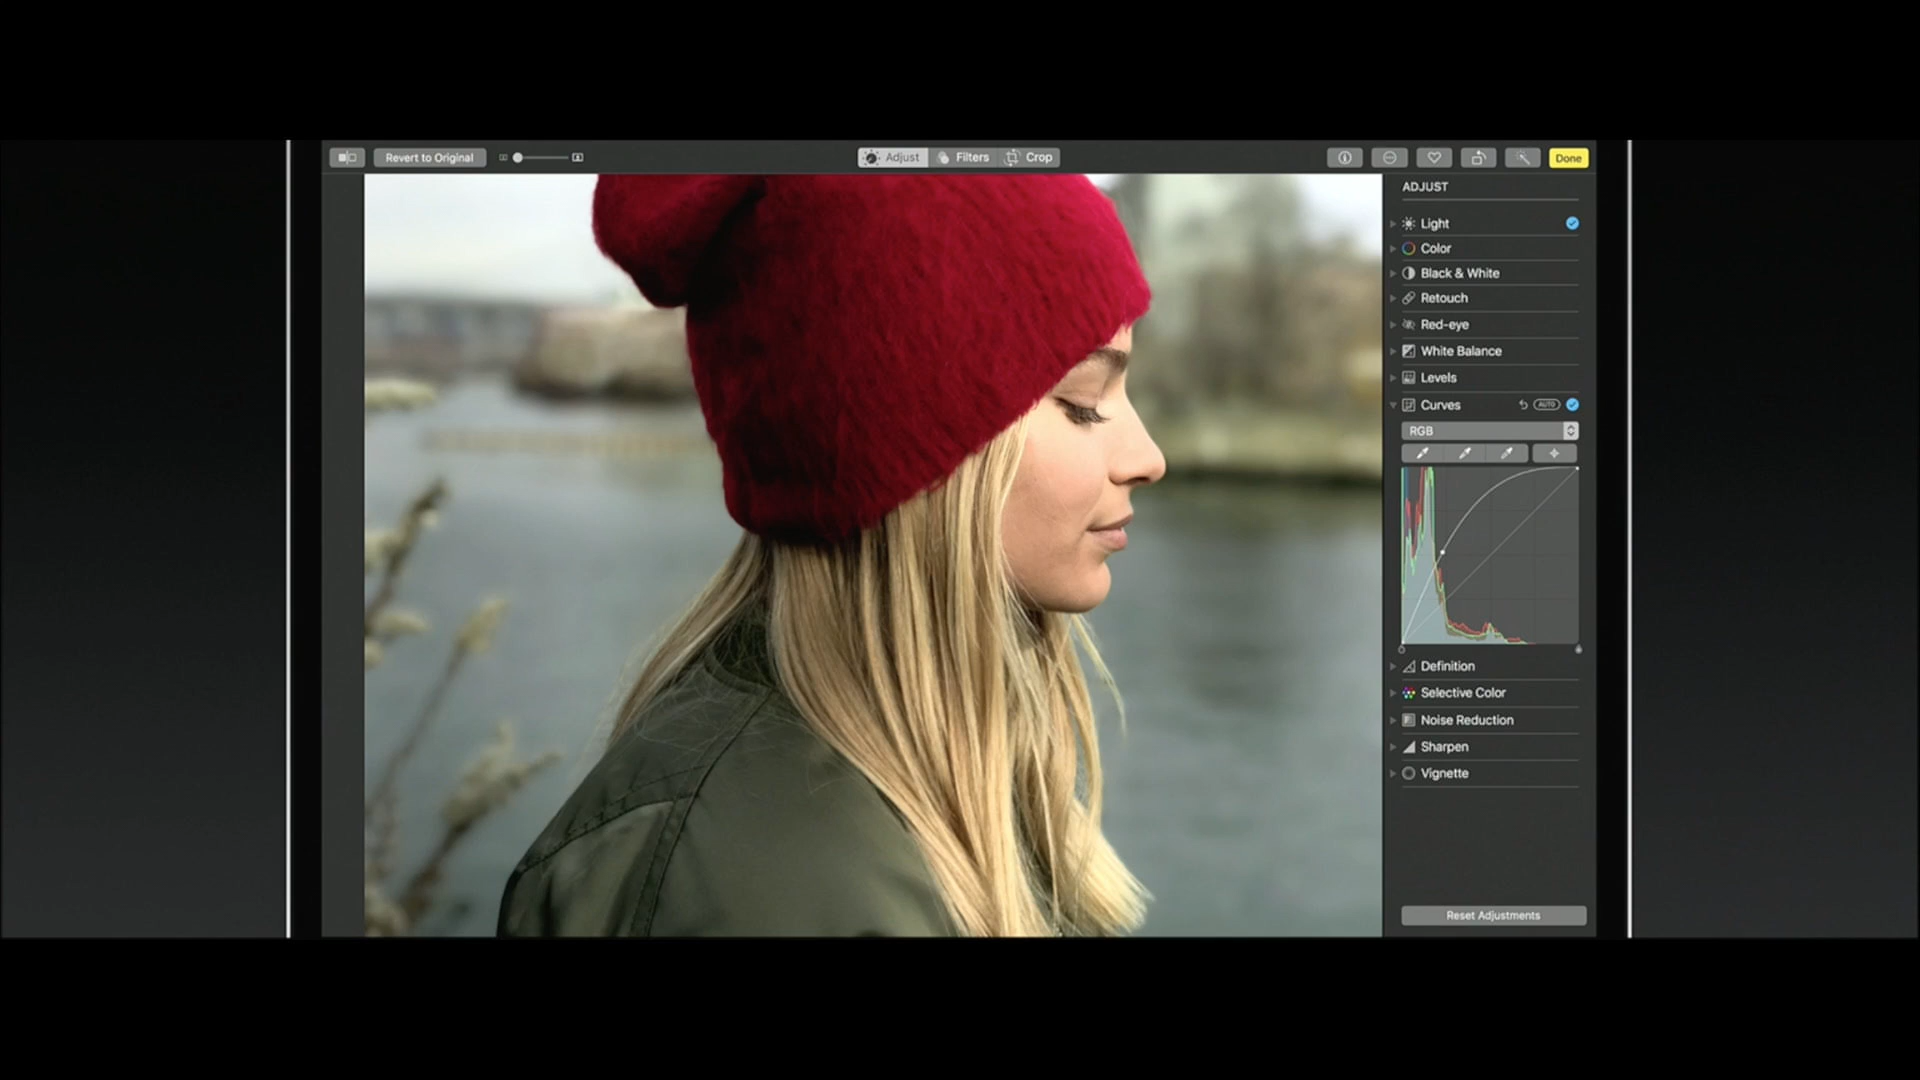 Revert to Original
Adjust
Filters
Crop
Done
ADJUST
Light
Color
Black & White
Retouch
Red-eye
White Balance
Levels
Curves
AUTO
RGB
Definition
Selective Color
Noise Reduction
Sharpen
Vignette
Reset Adjustments